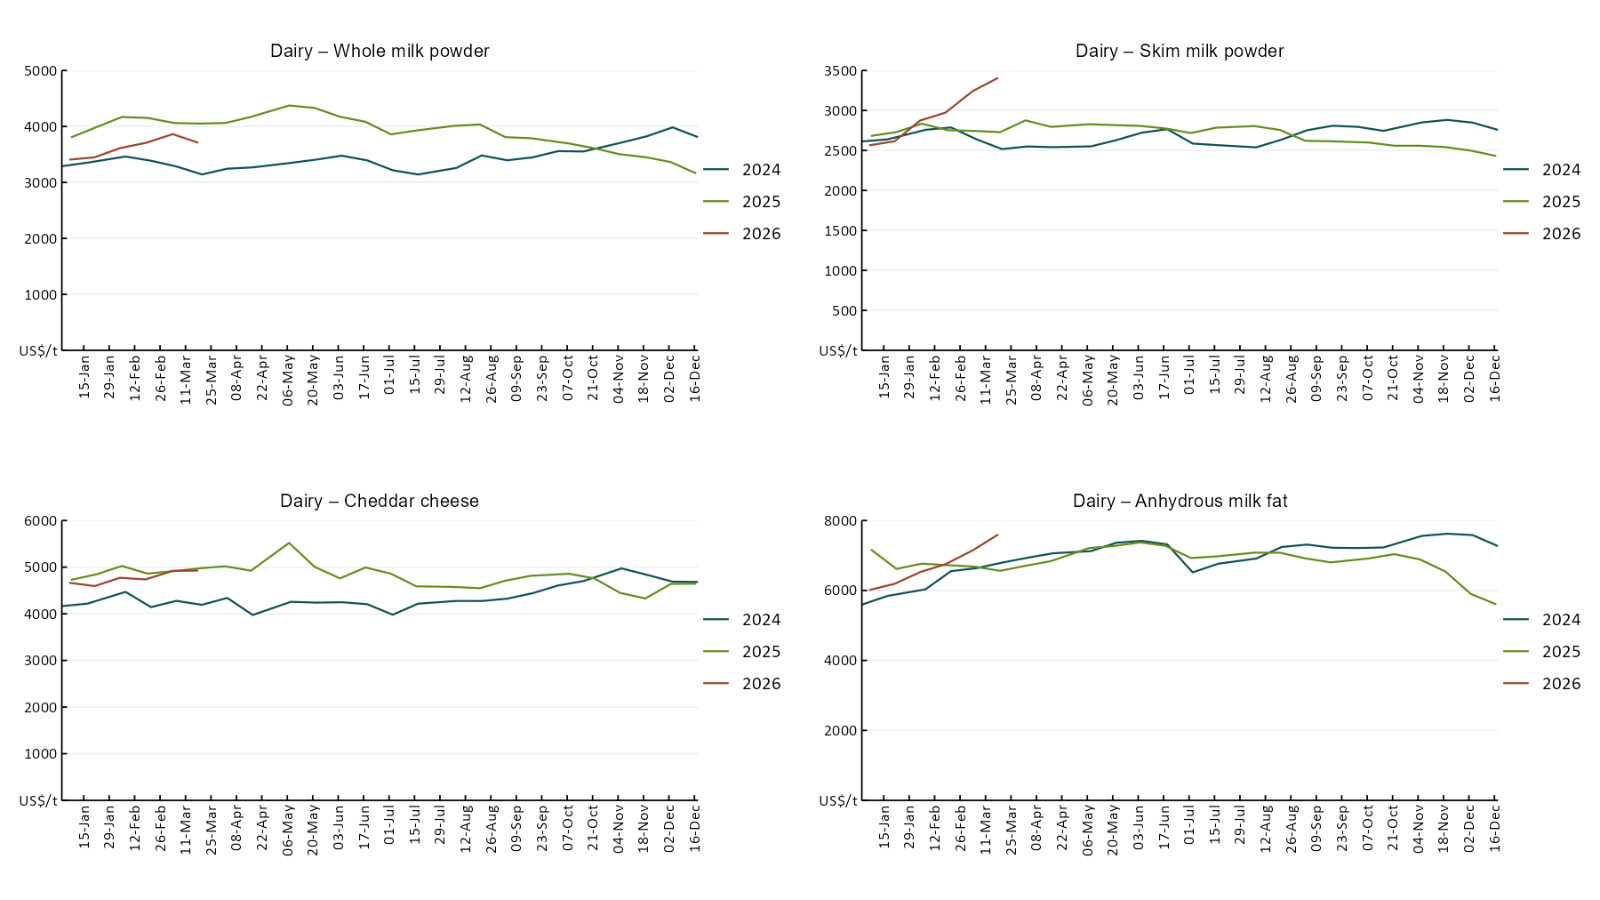 Dairy – Whole milk powder
5000
4000
3000
2000
1000
US$/t
15-Jan
29-Jan
12-Feb
26-Feb
11-Mar
25-Mar
08-Apr
22-Apr
06-May
20-May
03-Jun
17-Jun
01-Jul
15-Jul
29-Jul
12-Aug
26-Aug
09-Sep
23-Sep
07-Oct
21-Oct
04-Nov
18-Nov
02-Dec
16-Dec
2024
2025
2026
Dairy – Skim milk powder
3500
3000
2500
2000
1500
1000
500
US$/t
15-Jan
29-Jan
12-Feb
26-Feb
11-Mar
25-Mar
08-Apr
22-Apr
06-May
20-May
03-Jun
17-Jun
01-Jul
15-Jul
29-Jul
12-Aug
26-Aug
09-Sep
23-Sep
07-Oct
21-Oct
04-Nov
18-Nov
02-Dec
16-Dec
2024
2025
2026
Dairy – Cheddar cheese
6000
5000
4000
3000
2000
1000
US$/t
15-Jan
29-Jan
12-Feb
26-Feb
11-Mar
25-Mar
08-Apr
22-Apr
06-May
20-May
03-Jun
17-Jun
01-Jul
15-Jul
29-Jul
12-Aug
26-Aug
09-Sep
23-Sep
07-Oct
21-Oct
04-Nov
18-Nov
02-Dec
16-Dec
2024
2025
2026
Dairy – Anhydrous milk fat
8000
6000
4000
2000
US$/t
15-Jan
29-Jan
12-Feb
26-Feb
11-Mar
25-Mar
08-Apr
22-Apr
06-May
20-May
03-Jun
17-Jun
01-Jul
15-Jul
29-Jul
12-Aug
26-Aug
09-Sep
23-Sep
07-Oct
21-Oct
04-Nov
18-Nov
02-Dec
16-Dec
2024
2025
2026